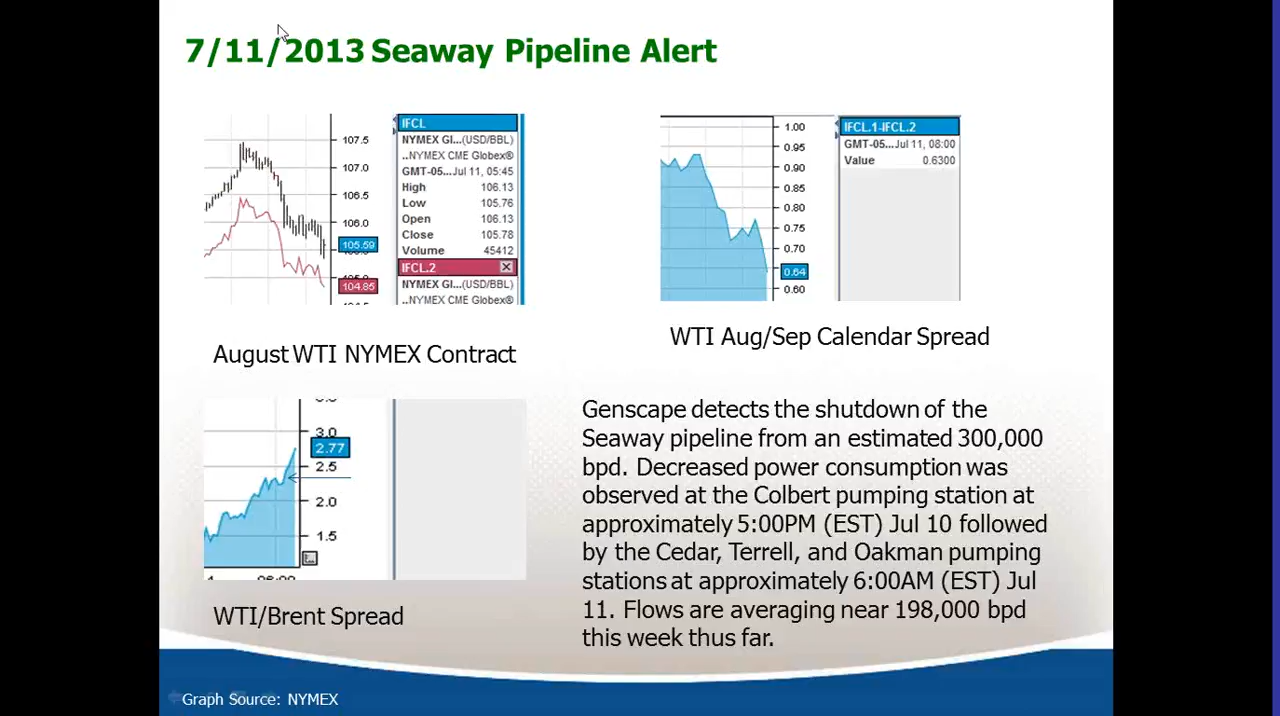 7/11/2013 Seaway Pipeline Alert
107.5
107.0
106.5
106.0
105.59
104.85
IFCL
NYMEX Gl...(USD/BBL)
..NYMEX CME Globex®
GMT-05...Jul 11, 05:45
High 106.13
Low 105.76
Open 106.13
Close 105.78
Volume 45412
IFCL.2
NYMEX Gl...(USD/BBL)
..NYMEX CME Globex®
August WTI NYMEX Contract
1.00
0.95
0.90
0.85
0.80
0.75
0.70
0.64
0.60
IFCL.1-IFCL.2
GMT-05...Jul 11, 08:00
Value 0.6300
WTI Aug/Sep Calendar Spread
3.0
2.77
2.5
2.0
1.5
WTI/Brent Spread
Genscape detects the shutdown of the
Seaway pipeline from an estimated 300,000
bpd. Decreased power consumption was
observed at the Colbert pumping station at
approximately 5:00PM (EST) Jul 10 followed
by the Cedar, Terrell, and Oakman pumping
stations at approximately 6:00AM (EST) Jul
11. Flows are averaging near 198,000 bpd
this week thus far.
Graph Source: NYMEX